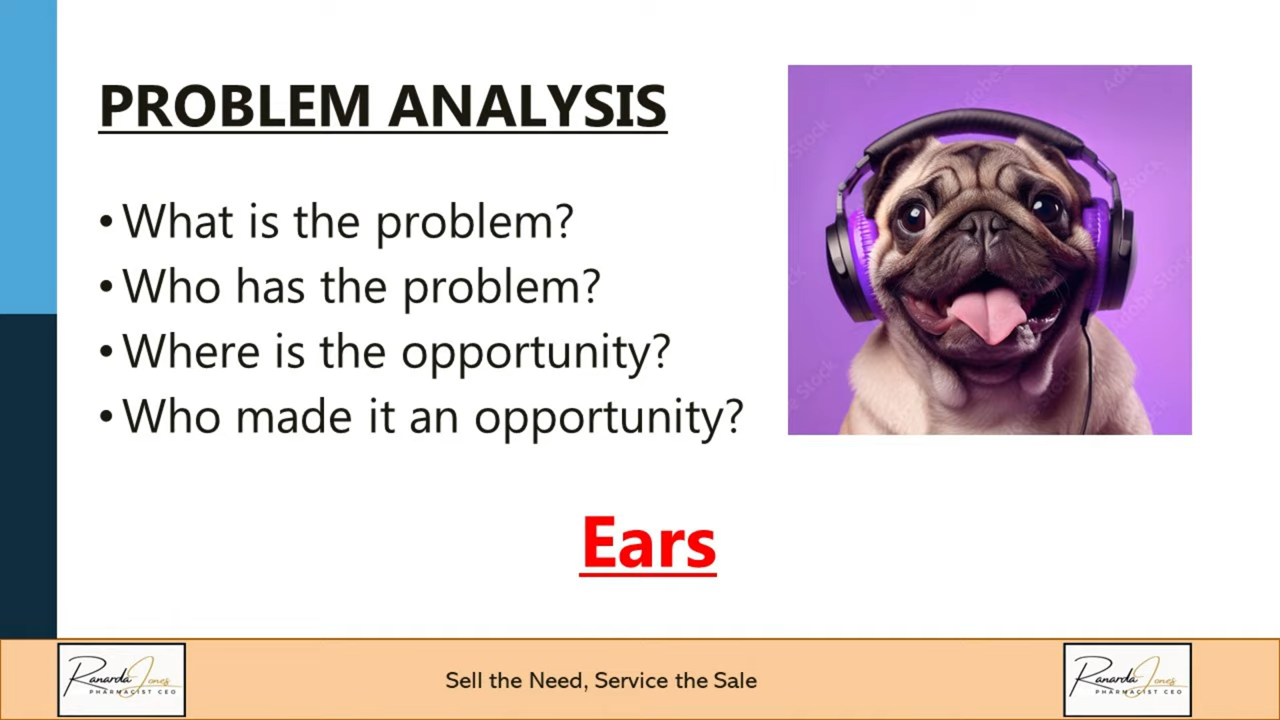 PROBLEM ANALYSIS
• What is the problem?
• Who has the problem?
• Where is the opportunity?
• Who made it an opportunity?
Ears
Ranarda Jones
PHARMACIST CEO
Sell the Need, Service the Sale
Ranarda Jones
PHARMACIST CEO